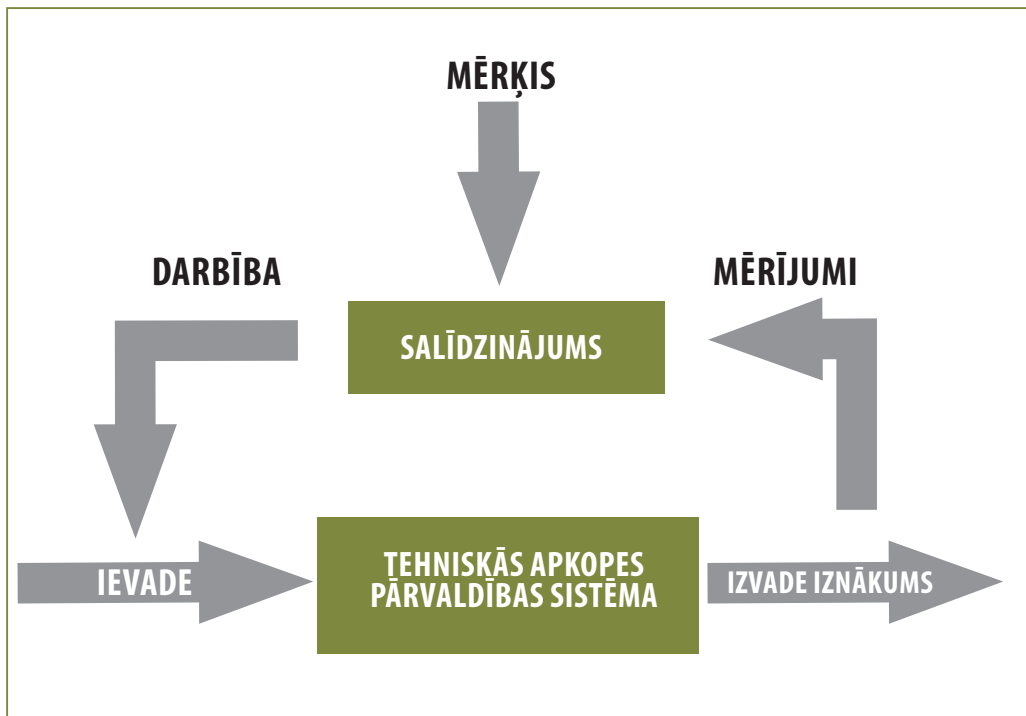 MĒRĶIS
DARBĪBA
MĒRĪJUMI
SALĪDZINĀJUMS
IEVADE
TEHNISKĀS APKOPES
PĀRVALDĪBAS SISTĒMA
IZVADE IZNĀKUMS